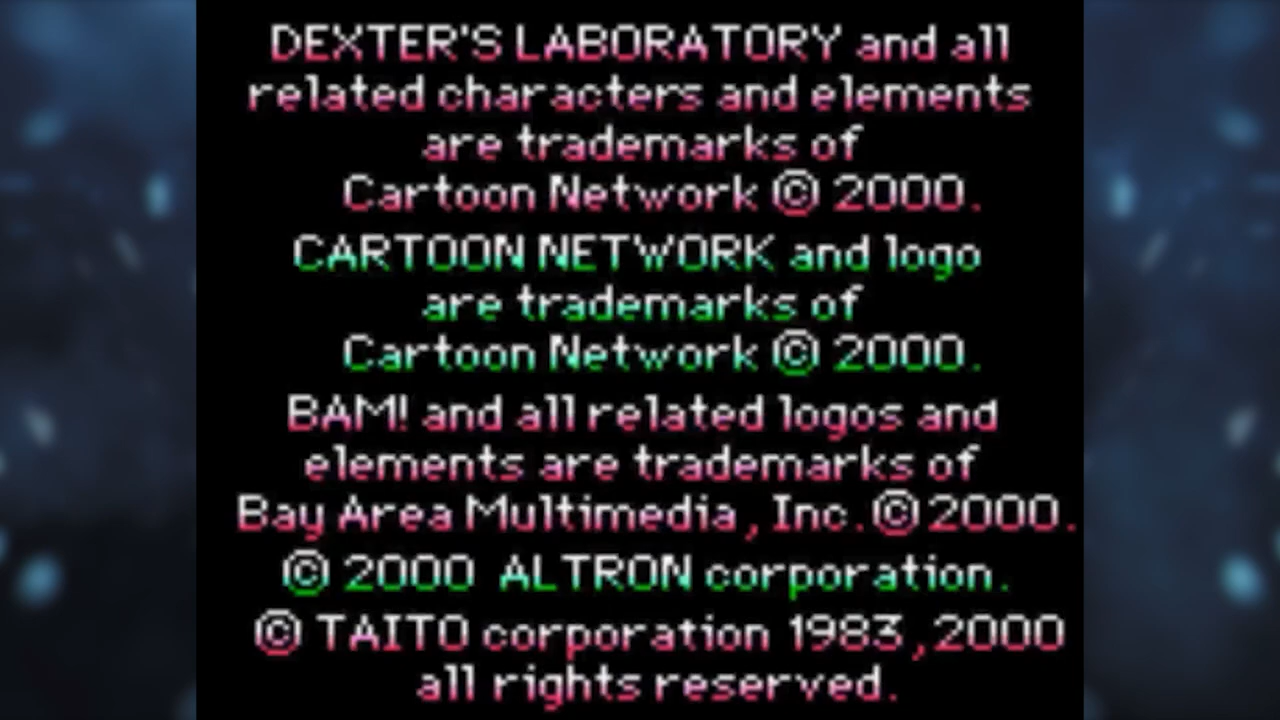 DEXTER'S LABORATORY and all
related characters and elements
are trademarks of
Cartoon Network © 2000.
CARTOON NETWORK and logo
are trademarks of
Cartoon Network © 2000.
BAM! and all related logos and
elements are trademarks of
Bay Area Multimedia, Inc. © 2000.
© 2000 ALTRON corporation.
© TAITO corporation 1983,2000
all rights reserved.